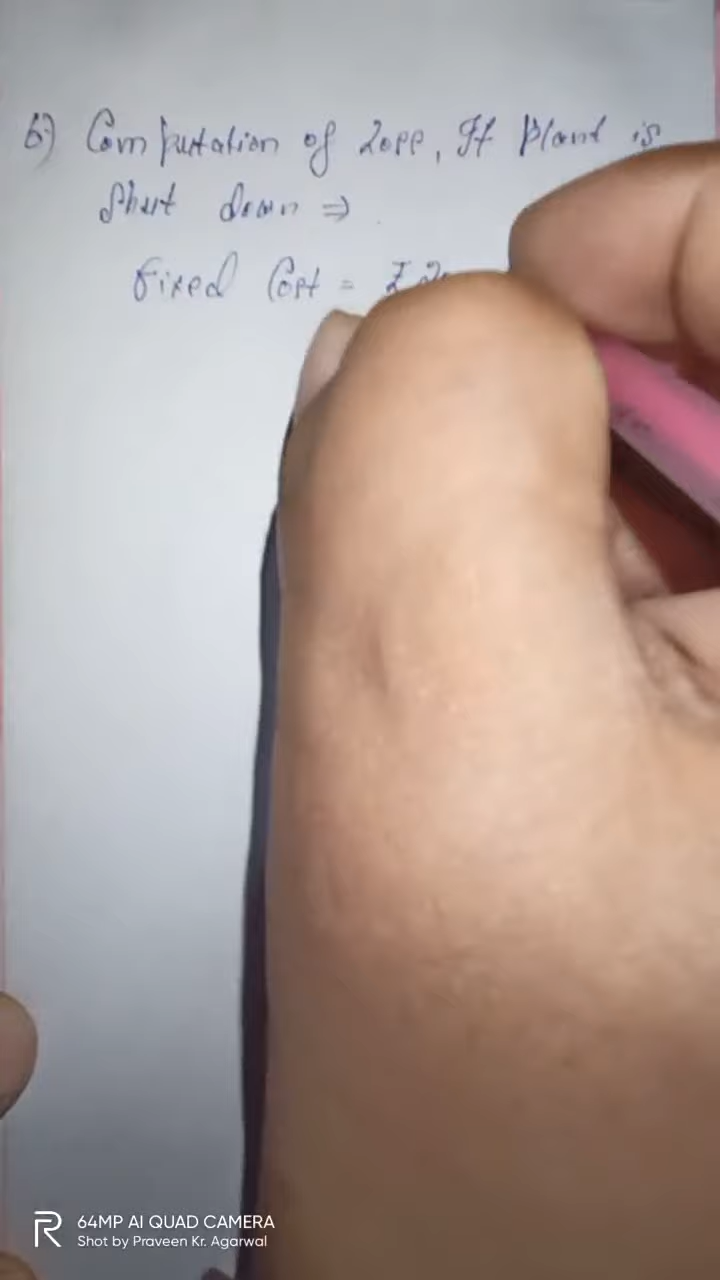 b) Computation of Loss, If Plant is
Shut down ⇒
Fixed Cost = ₹ 2
64MP AI QUAD CAMERA
Shot by Praveen Kr. Agarwal